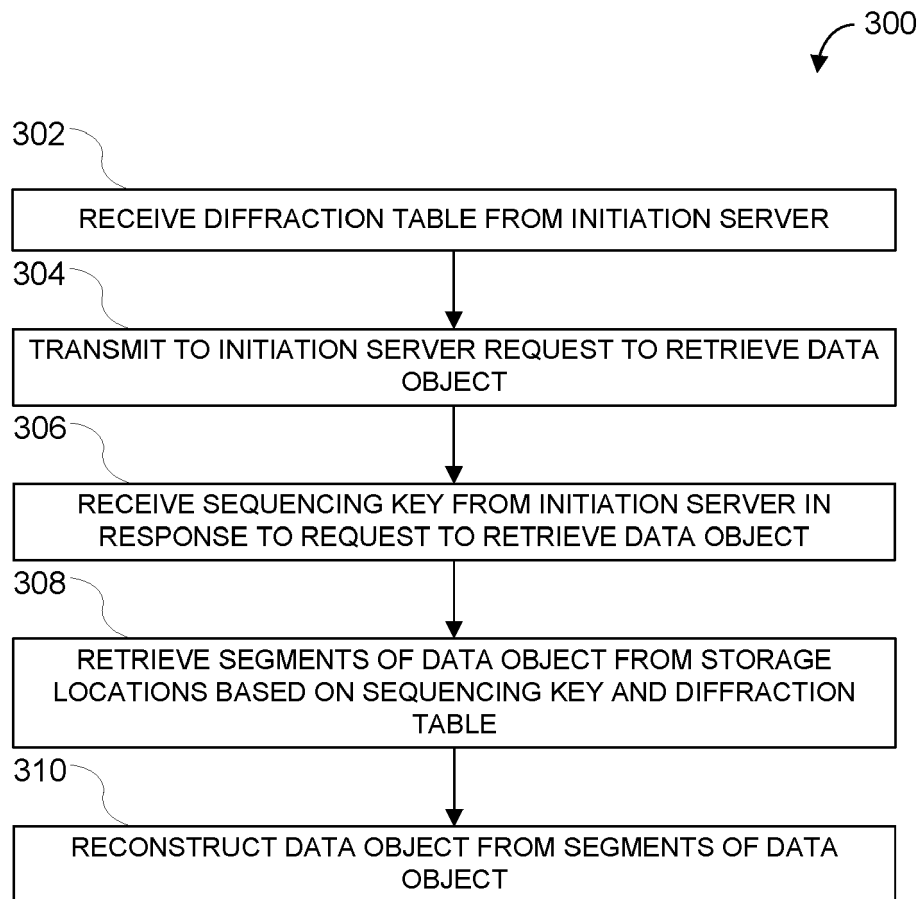 300
302
RECEIVE DIFFRACTION TABLE FROM INITIATION SERVER
304
TRANSMIT TO INITIATION SERVER REQUEST TO RETRIEVE DATA
OBJECT
306
RECEIVE SEQUENCING KEY FROM INITIATION SERVER IN
RESPONSE TO REQUEST TO RETRIEVE DATA OBJECT
308
RETRIEVE SEGMENTS OF DATA OBJECT FROM STORAGE
LOCATIONS BASED ON SEQUENCING KEY AND DIFFRACTION
TABLE
310
RECONSTRUCT DATA OBJECT FROM SEGMENTS OF DATA
OBJECT